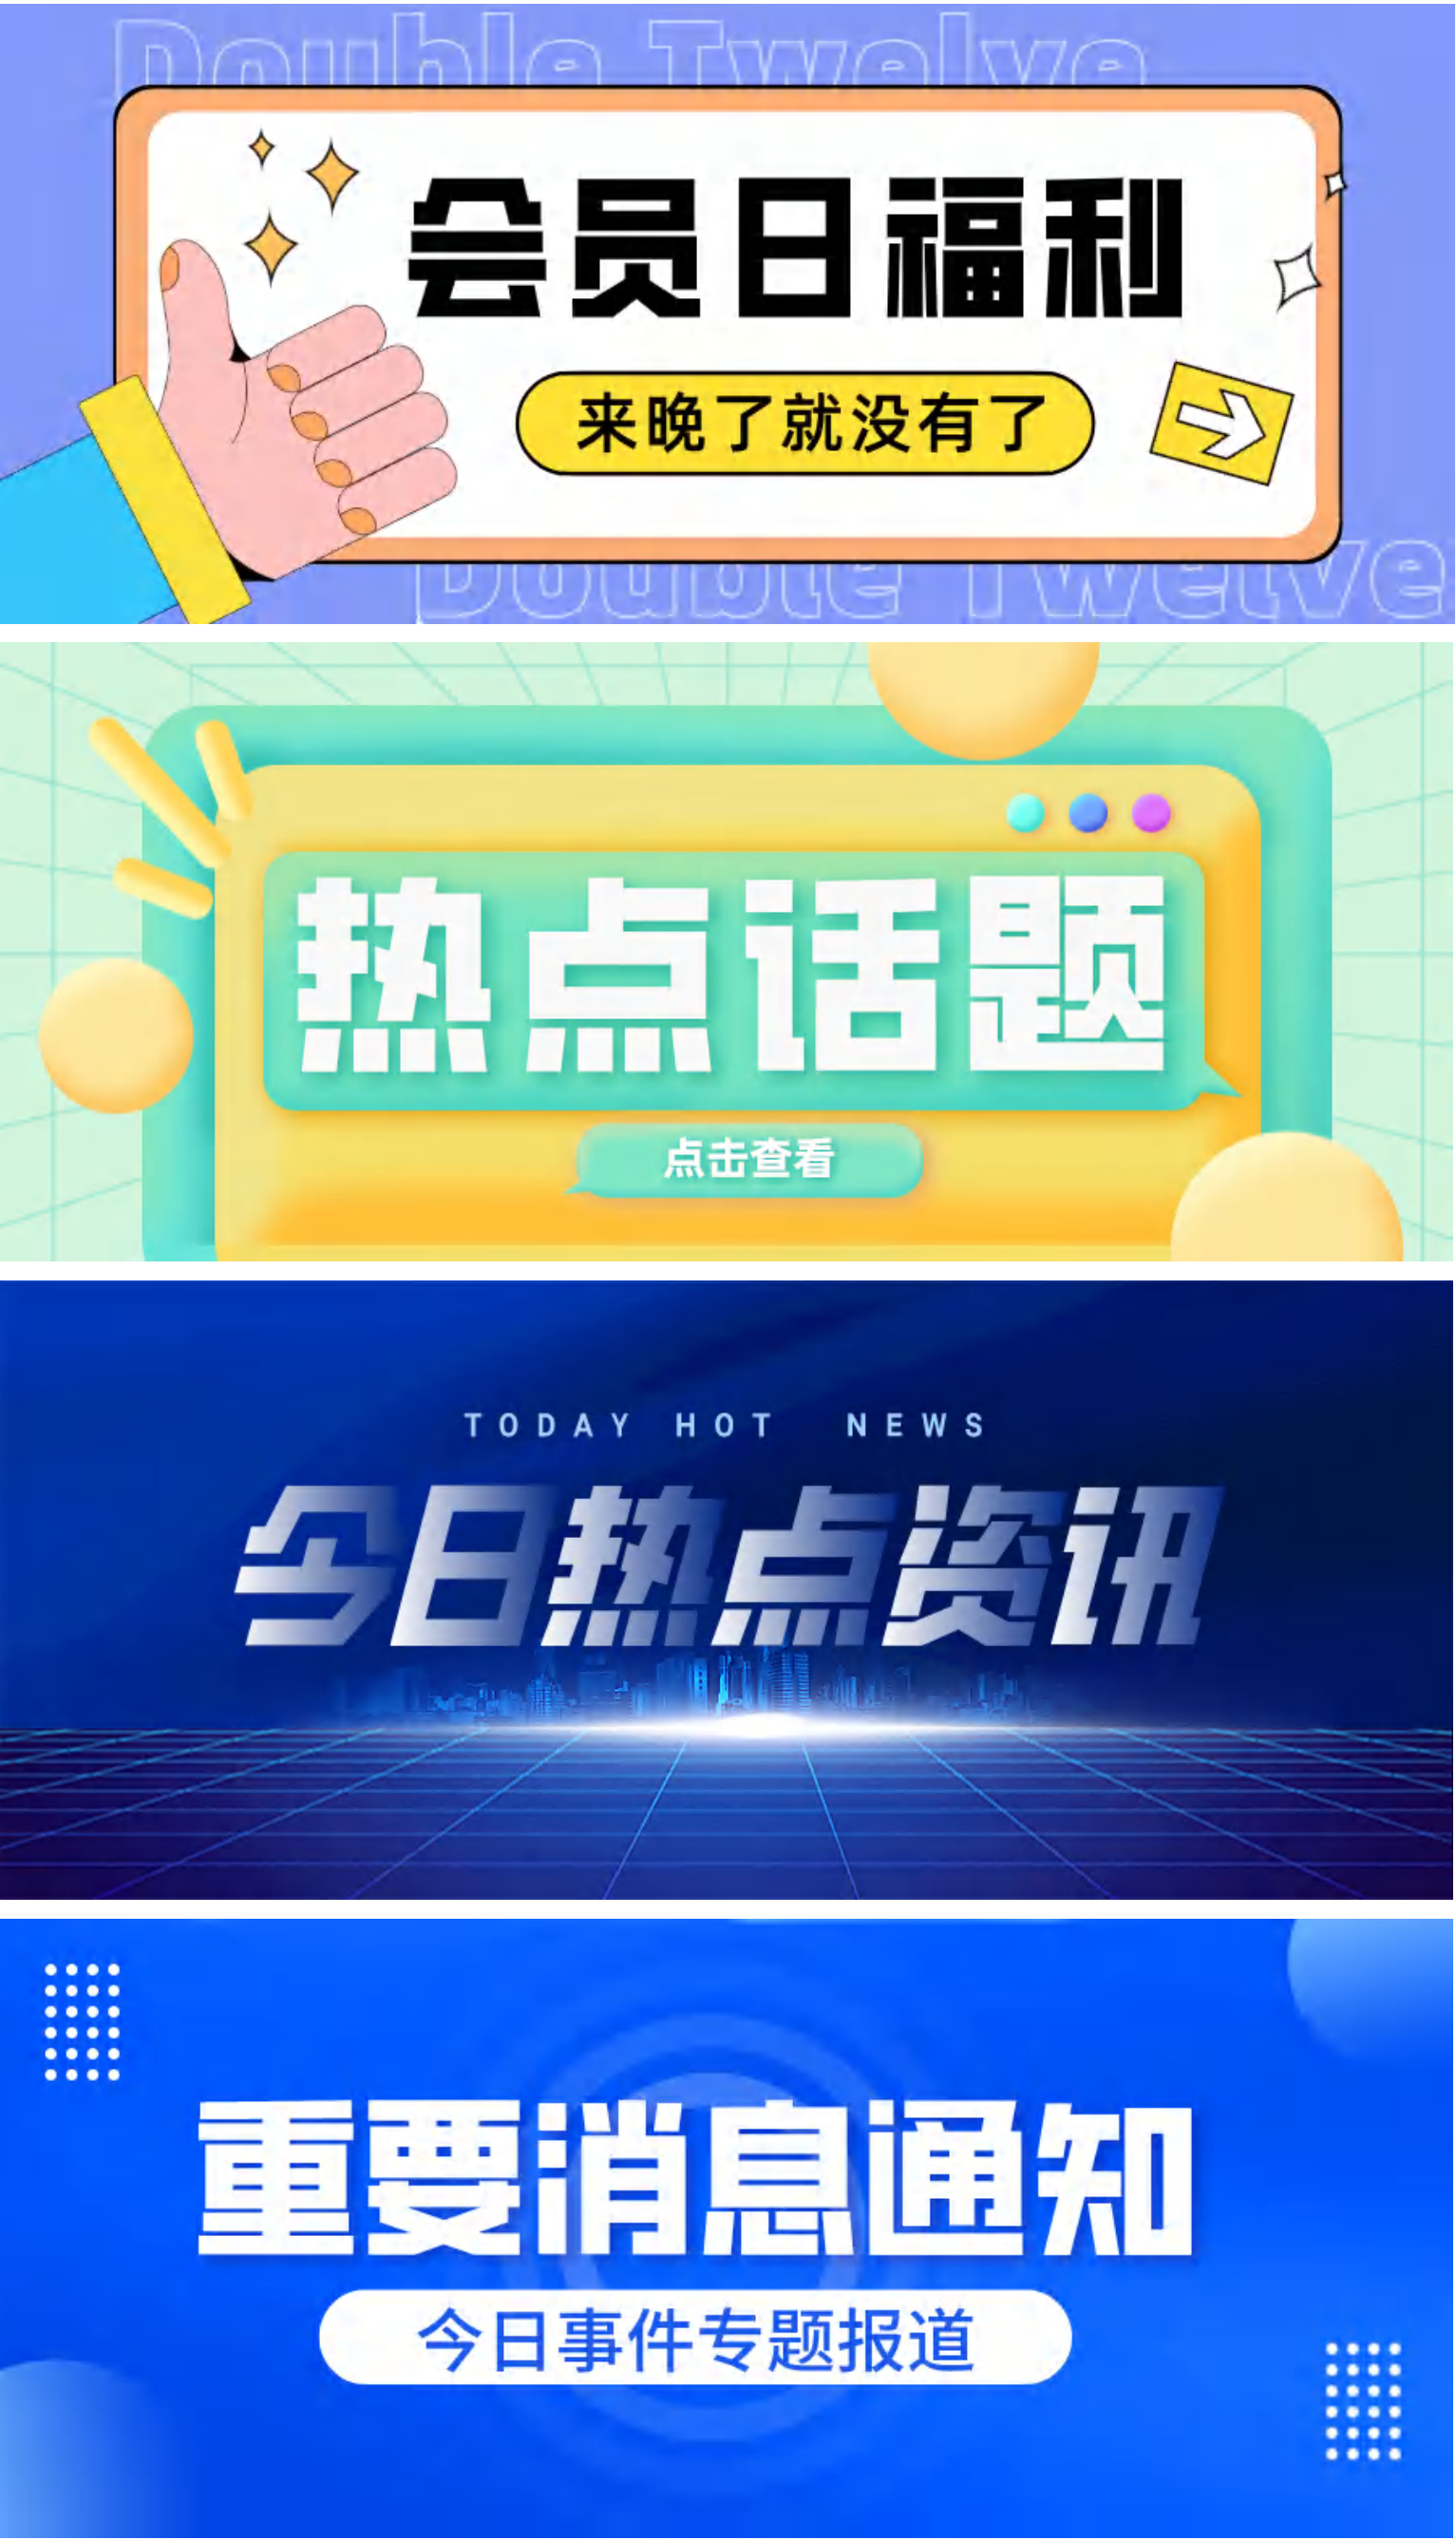 Double Twelve
会员日福利
来晚了就没有了
Double Twelve
热点话题
点击查看
TODAY HOT NEWS
今日热点资讯
重要消息通知
今日事件专题报道